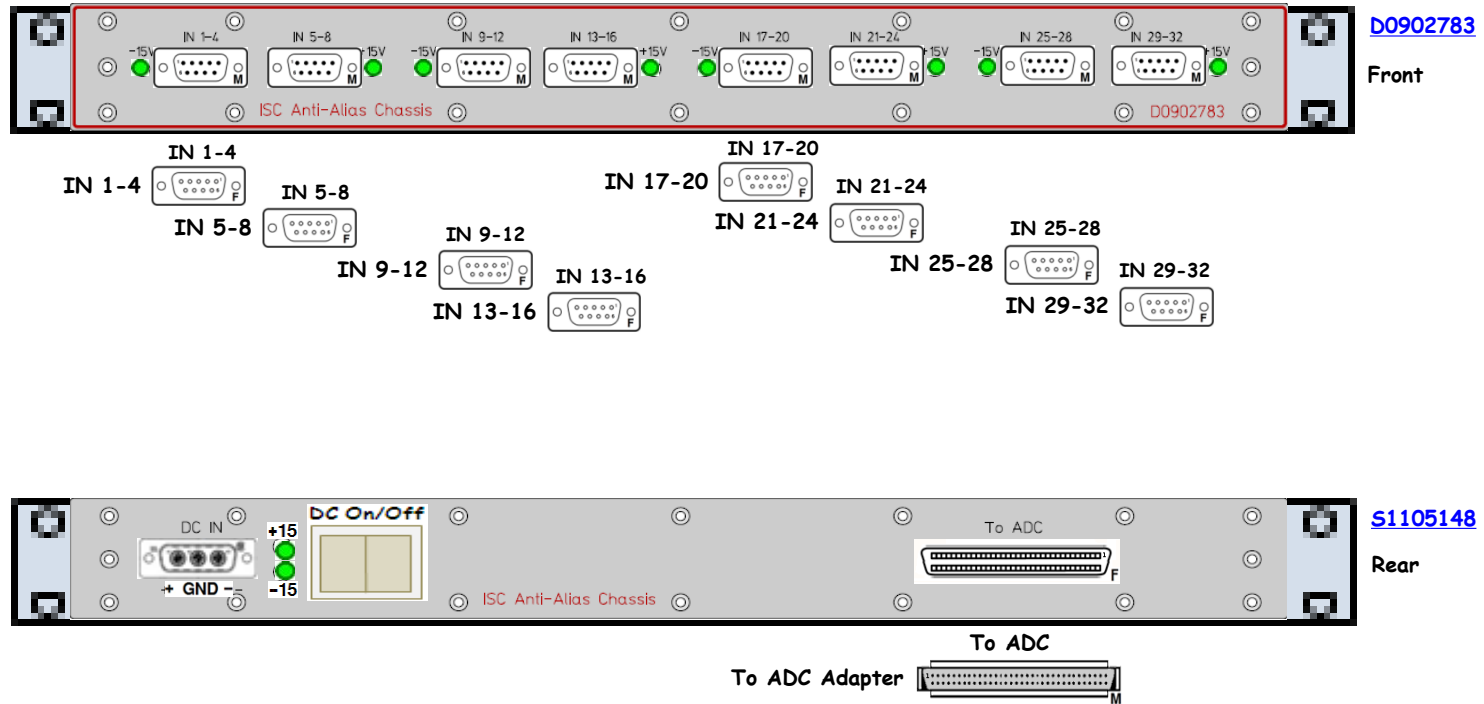 D0902783
Front
IN 1-4 IN 5-8 IN 9-12 IN 13-16 IN 17-20 IN 21-24 IN 25-28 IN 29-32
-15V +15V -15V +15V -15V +15V -15V +15V
M M M M M M M M
ISC Anti-Alias Chassis D0902783
IN 1-4
IN 1-4 F
IN 5-8
IN 5-8 F
IN 9-12
IN 9-12 F
IN 13-16
IN 13-16 F
IN 17-20
IN 17-20 F
IN 21-24
IN 21-24 F
IN 25-28
IN 25-28 F
IN 29-32
IN 29-32 F
S1105148
Rear
DC IN
+ GND -
+15
-15
DC On/Off
ISC Anti-Alias Chassis
To ADC
1
F
To ADC
To ADC Adapter 1
M